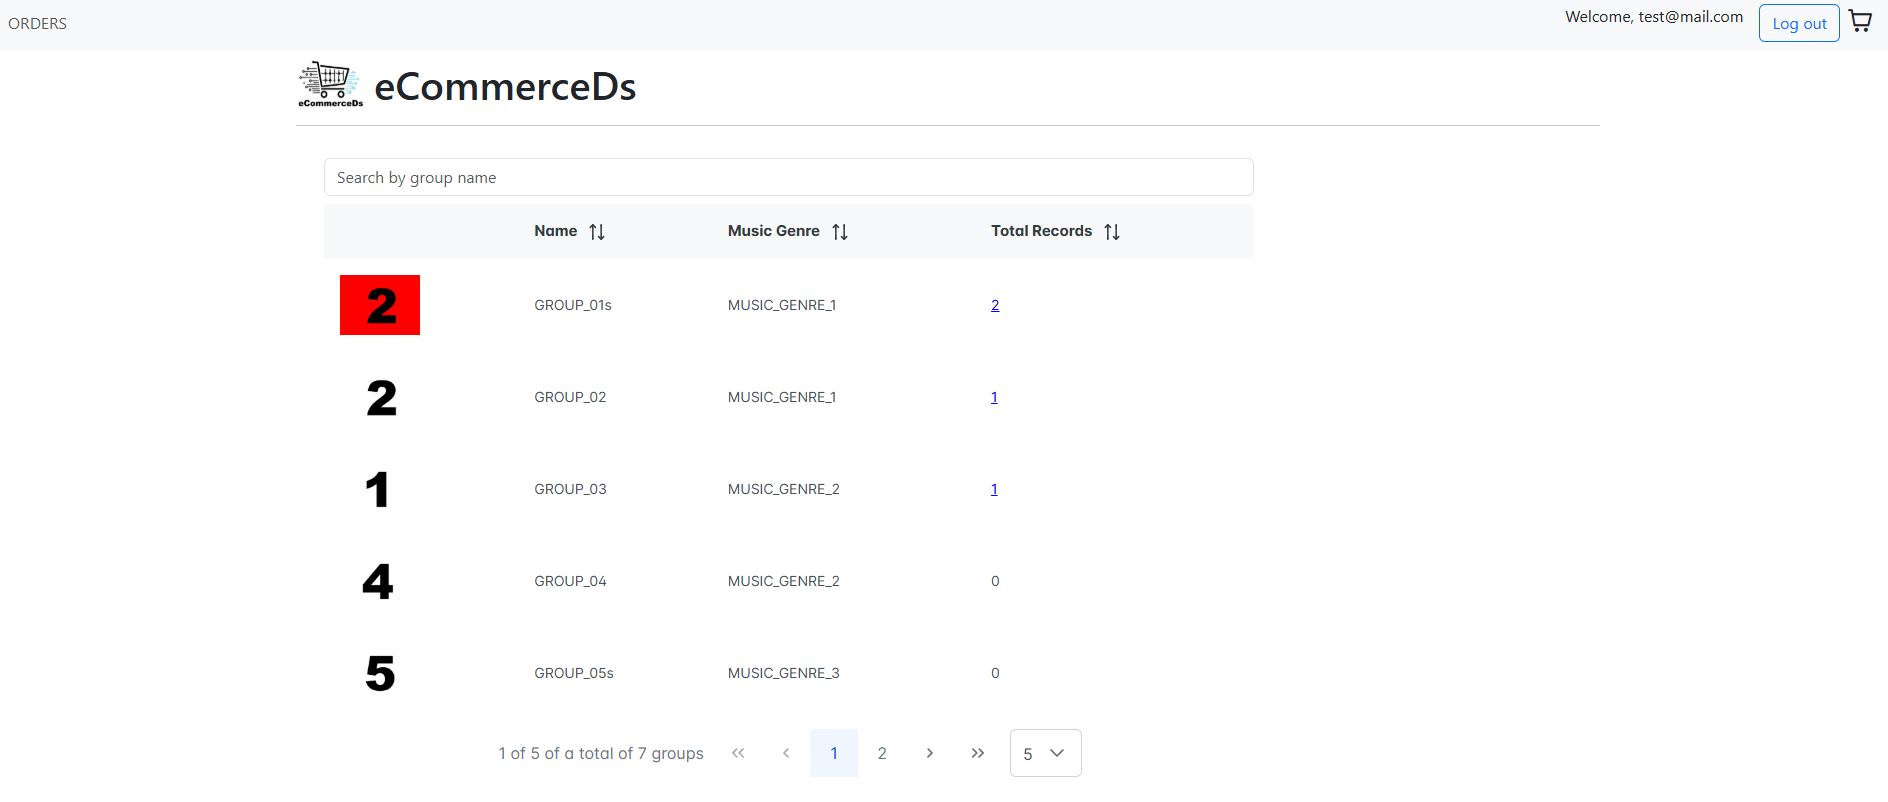 ORDERS
Welcome, test@mail.com Log out
eCommerceDs eCommerceDs
Search by group name
Name Music Genre Total Records
2 GROUP_01s MUSIC_GENRE_1 2
2 GROUP_02 MUSIC_GENRE_1 1
1 GROUP_03 MUSIC_GENRE_2 1
4 GROUP_04 MUSIC_GENRE_2 0
5 GROUP_05s MUSIC_GENRE_3 0
1 of 5 of a total of 7 groups « ‹ 1 2 › » 5